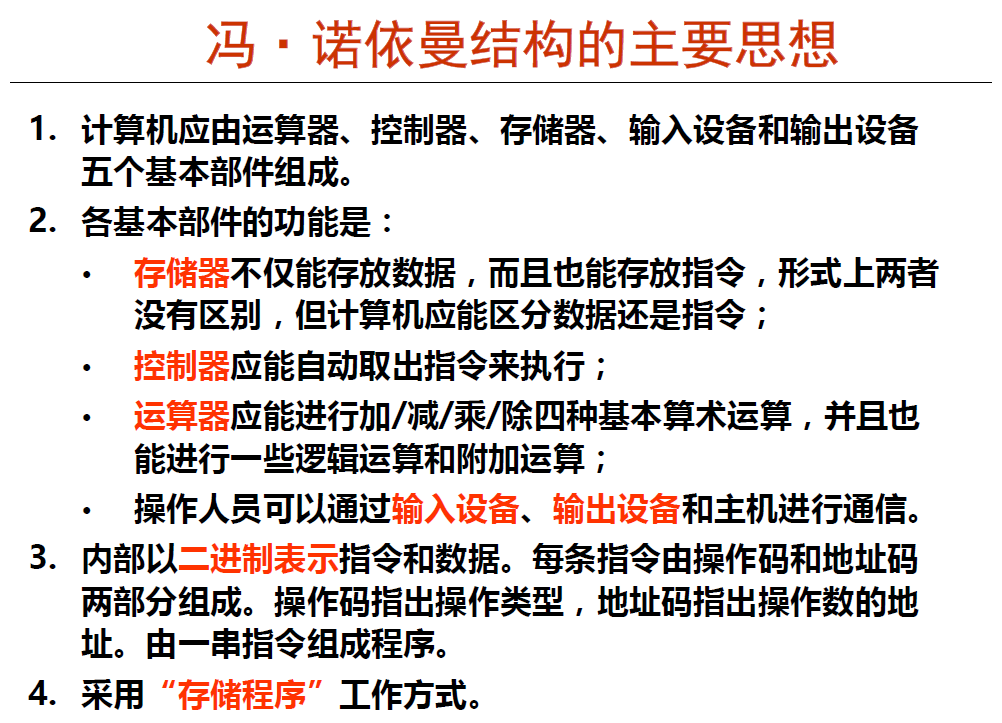 冯·诺依曼结构的主要思想
1. 计算机应由运算器、控制器、存储器、输入设备和输出设备
五个基本部件组成。
2. 各基本部件的功能是：
• 存储器不仅能存放数据，而且也能存放指令，形式上两者
没有区别，但计算机应能区分数据还是指令；
• 控制器应能自动取出指令来执行；
• 运算器应能进行加/减/乘/除四种基本算术运算，并且也
能进行一些逻辑运算和附加运算；
• 操作人员可以通过输入设备、输出设备和主机进行通信。
3. 内部以二进制表示指令和数据。每条指令由操作码和地址码
两部分组成。操作码指出操作类型，地址码指出操作数的地
址。由一串指令组成程序。
4. 采用“存储程序”工作方式。